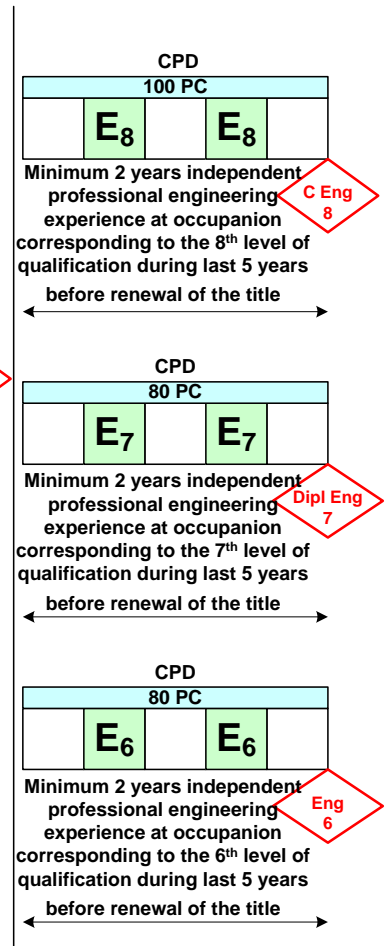 CPD
100 PC
E8 E8
Minimum 2 years independent
professional engineering
experience at occupanion
corresponding to the 8th level of
qualification during last 5 years
before renewal of the title
C Eng
8
CPD
80 PC
E7 E7
Minimum 2 years independent
professional engineering
experience at occupanion
corresponding to the 7th level of
qualification during last 5 years
before renewal of the title
Dipl Eng
7
CPD
80 PC
E6 E6
Minimum 2 years independent
professional engineering
experience at occupanion
corresponding to the 6th level of
qualification during last 5 years
before renewal of the title
Eng
6